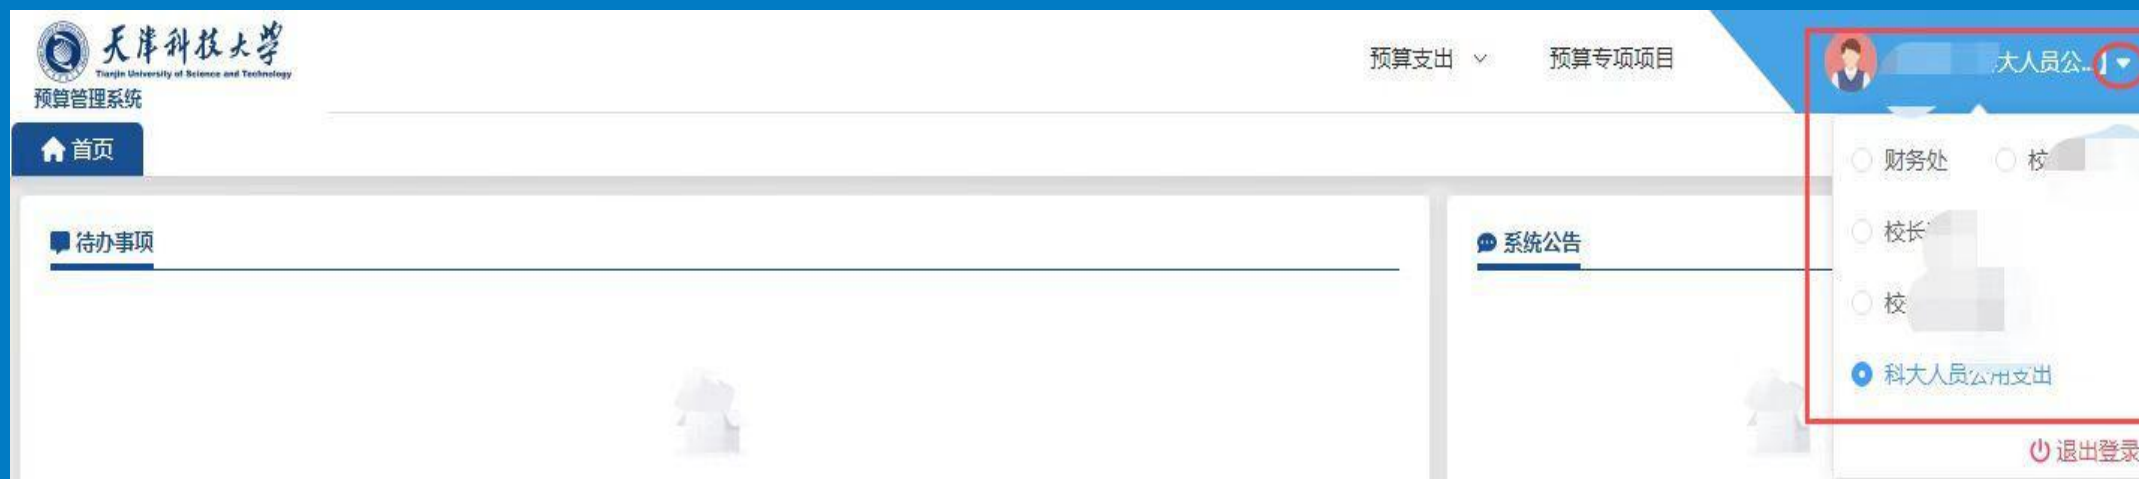 天津科技大学
Tianjin University of Science and Technology
预算管理系统
预算支出
预算专项项目
大人员公...】
首页
财务处
校
校长
校
科大人员公用支出
待办事项
系统公告
退出登录